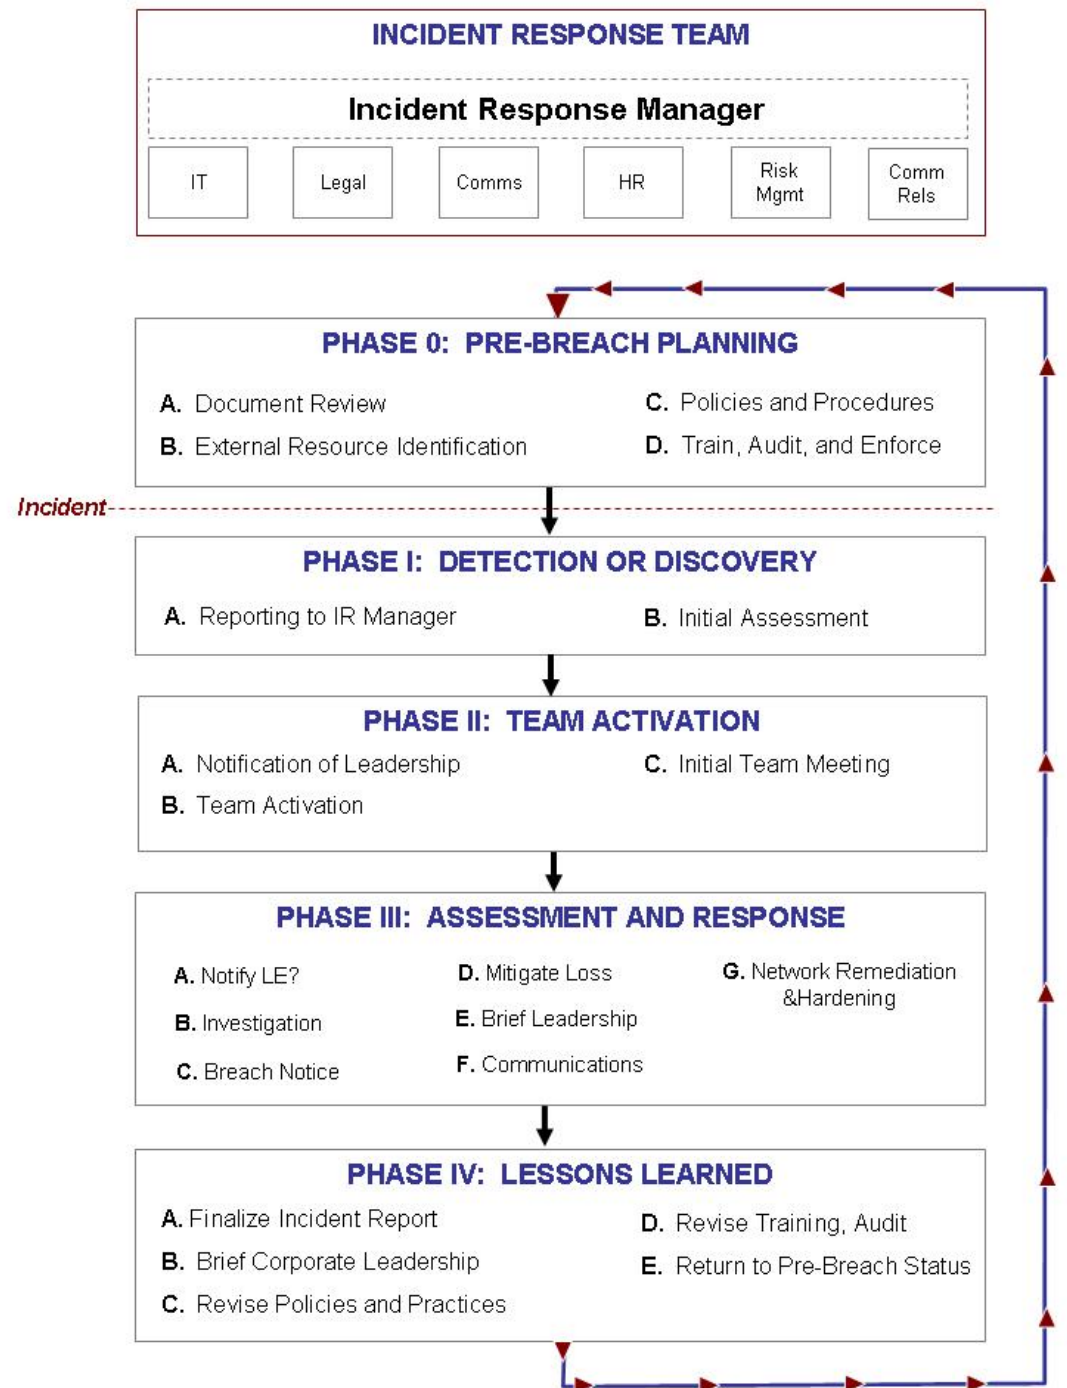 INCIDENT RESPONSE TEAM
Incident Response Manager
IT
Legal
Comms
HR
Risk
Mgmt
Comm
Rels
PHASE 0: PRE-BREACH PLANNING
A. Document Review
B. External Resource Identification
C. Policies and Procedures
D. Train, Audit, and Enforce
Incident
PHASE I: DETECTION OR DISCOVERY
A. Reporting to IR Manager
B. Initial Assessment
PHASE II: TEAM ACTIVATION
A. Notification of Leadership
B. Team Activation
C. Initial Team Meeting
PHASE III: ASSESSMENT AND RESPONSE
A. Notify LE?
B. Investigation
C. Breach Notice
D. Mitigate Loss
E. Brief Leadership
F. Communications
G. Network Remediation
&Hardening
PHASE IV: LESSONS LEARNED
A. Finalize Incident Report
B. Brief Corporate Leadership
C. Revise Policies and Practices
D. Revise Training, Audit
E. Return to Pre-Breach Status